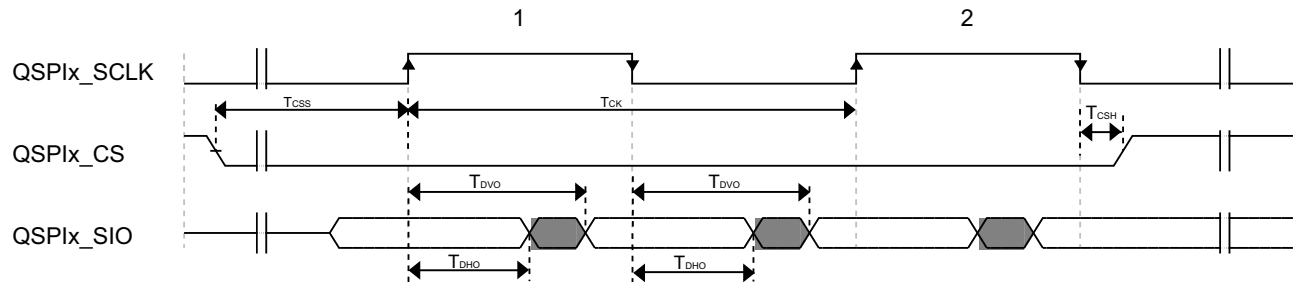 1 2
QSPIx_SCLK
TCSS TCK
TCSH
QSPIx_CS
TDVO TDVO
QSPIx_SIO
TDHO TDHO